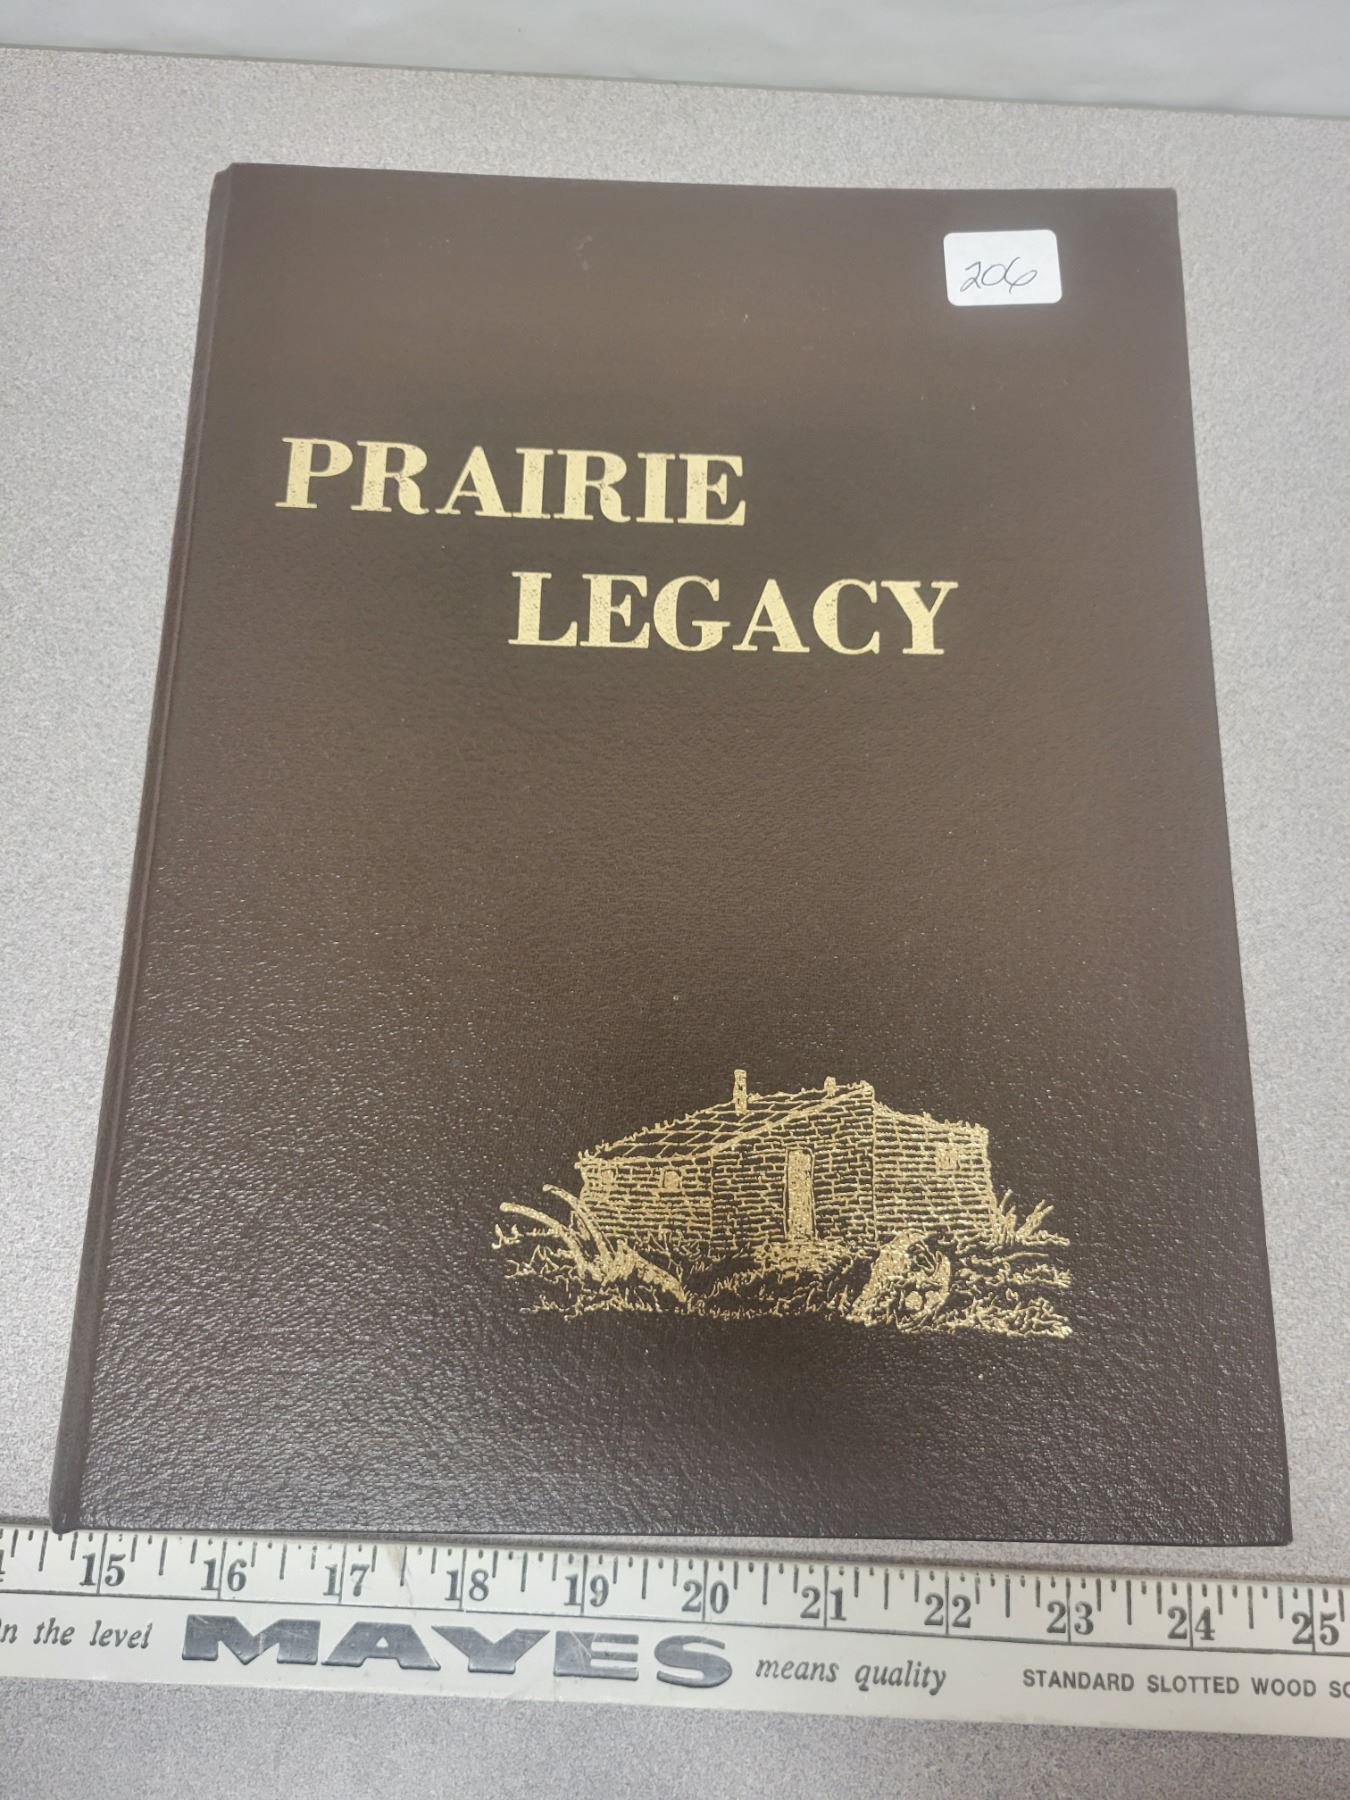 206
PRAIRIE
LEGACY
15 16 17 18 19 20 21 22 23 24 25
n the level MAYES means quality STANDARD SLOTTED WOOD SC